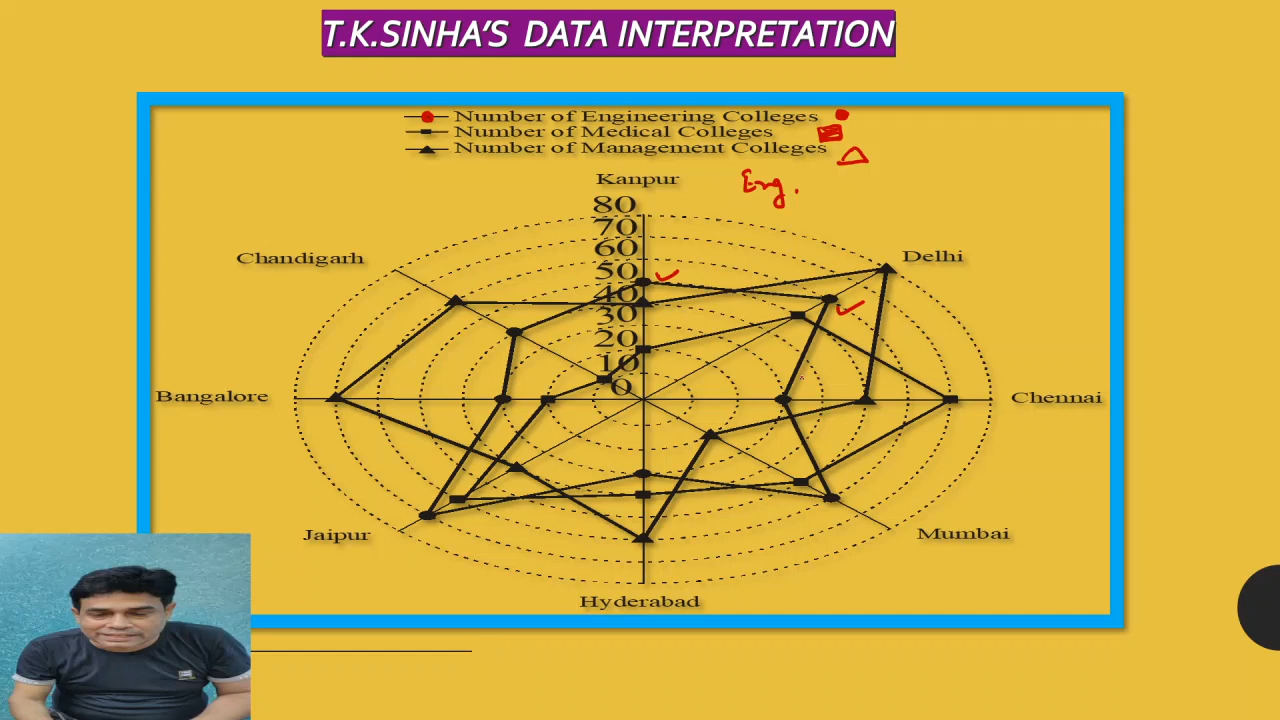 T.K.SINHA'S DATA INTERPRETATION
Number of Engineering Colleges
Number of Medical Colleges
Number of Management Colleges
Kanpur
Eng.
80
70
60
50
40
30
20
10
0
Chandigarh
Delhi
Bangalore
Chennai
Jaipur
Mumbai
Hyderabad